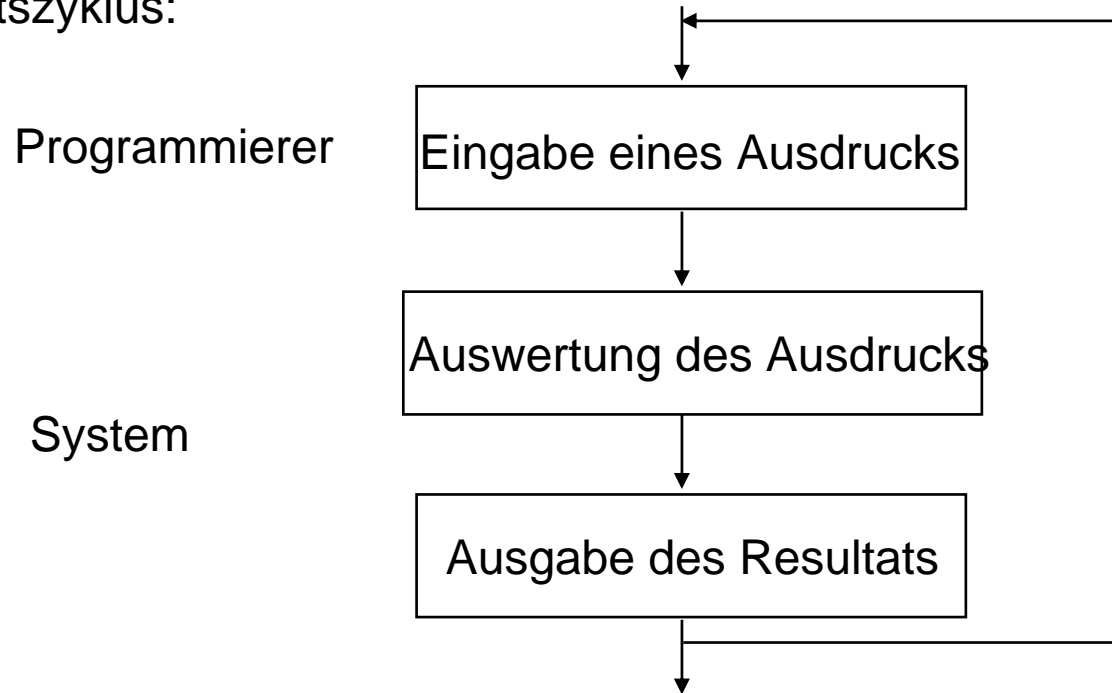 tszyklus:
Programmierer
Eingabe eines Ausdrucks
Auswertung des Ausdrucks
System
Ausgabe des Resultats